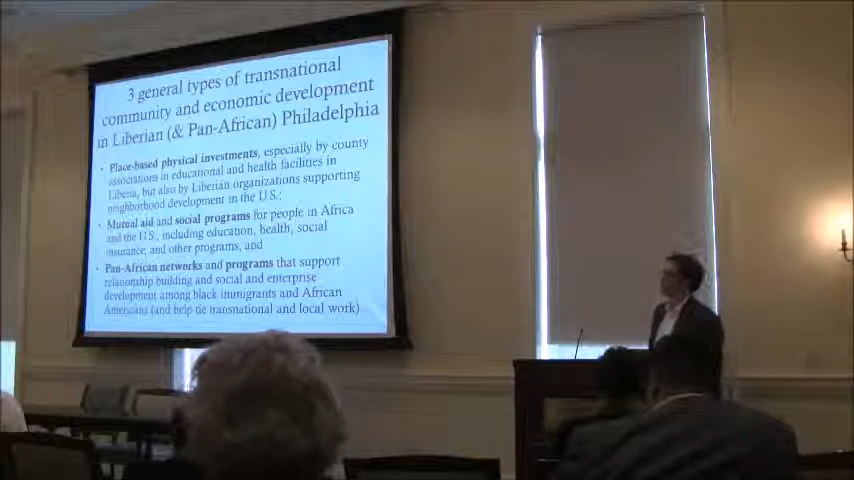 3 general types of transnational
community and economic development
in Liberian (& Pan-African) Philadelphia
• Place-based physical investments, especially by county
associations in educational and health facilities in
Liberia, but also by Liberian organizations supporting
neighborhood development in the U.S.;
• Mutual aid and social programs for people in Africa
and the U.S., including education, health, social
insurance, and other programs, and
• Pan-African networks and programs that support
relationship building and social and enterprise
development among black immigrants and African
Americans (and help tie transnational and local work)